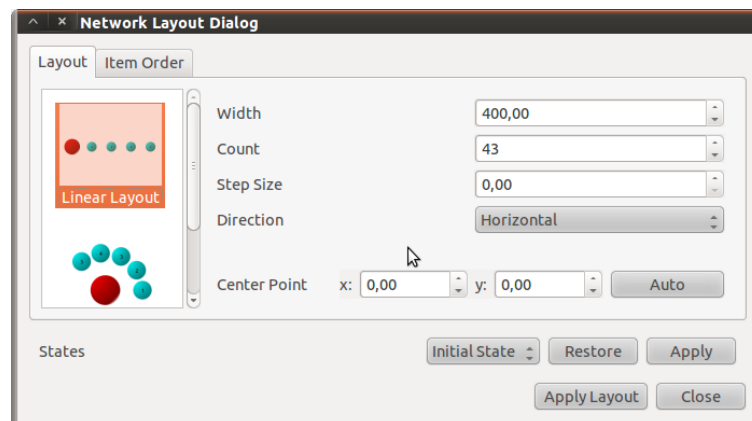 Network Layout Dialog
Layout Item Order
Width 400,00
Count 43
Step Size 0,00
Linear Layout
Direction Horizontal
Center Point x: 0,00 y: 0,00 Auto
States Initial State Restore Apply
Apply Layout Close